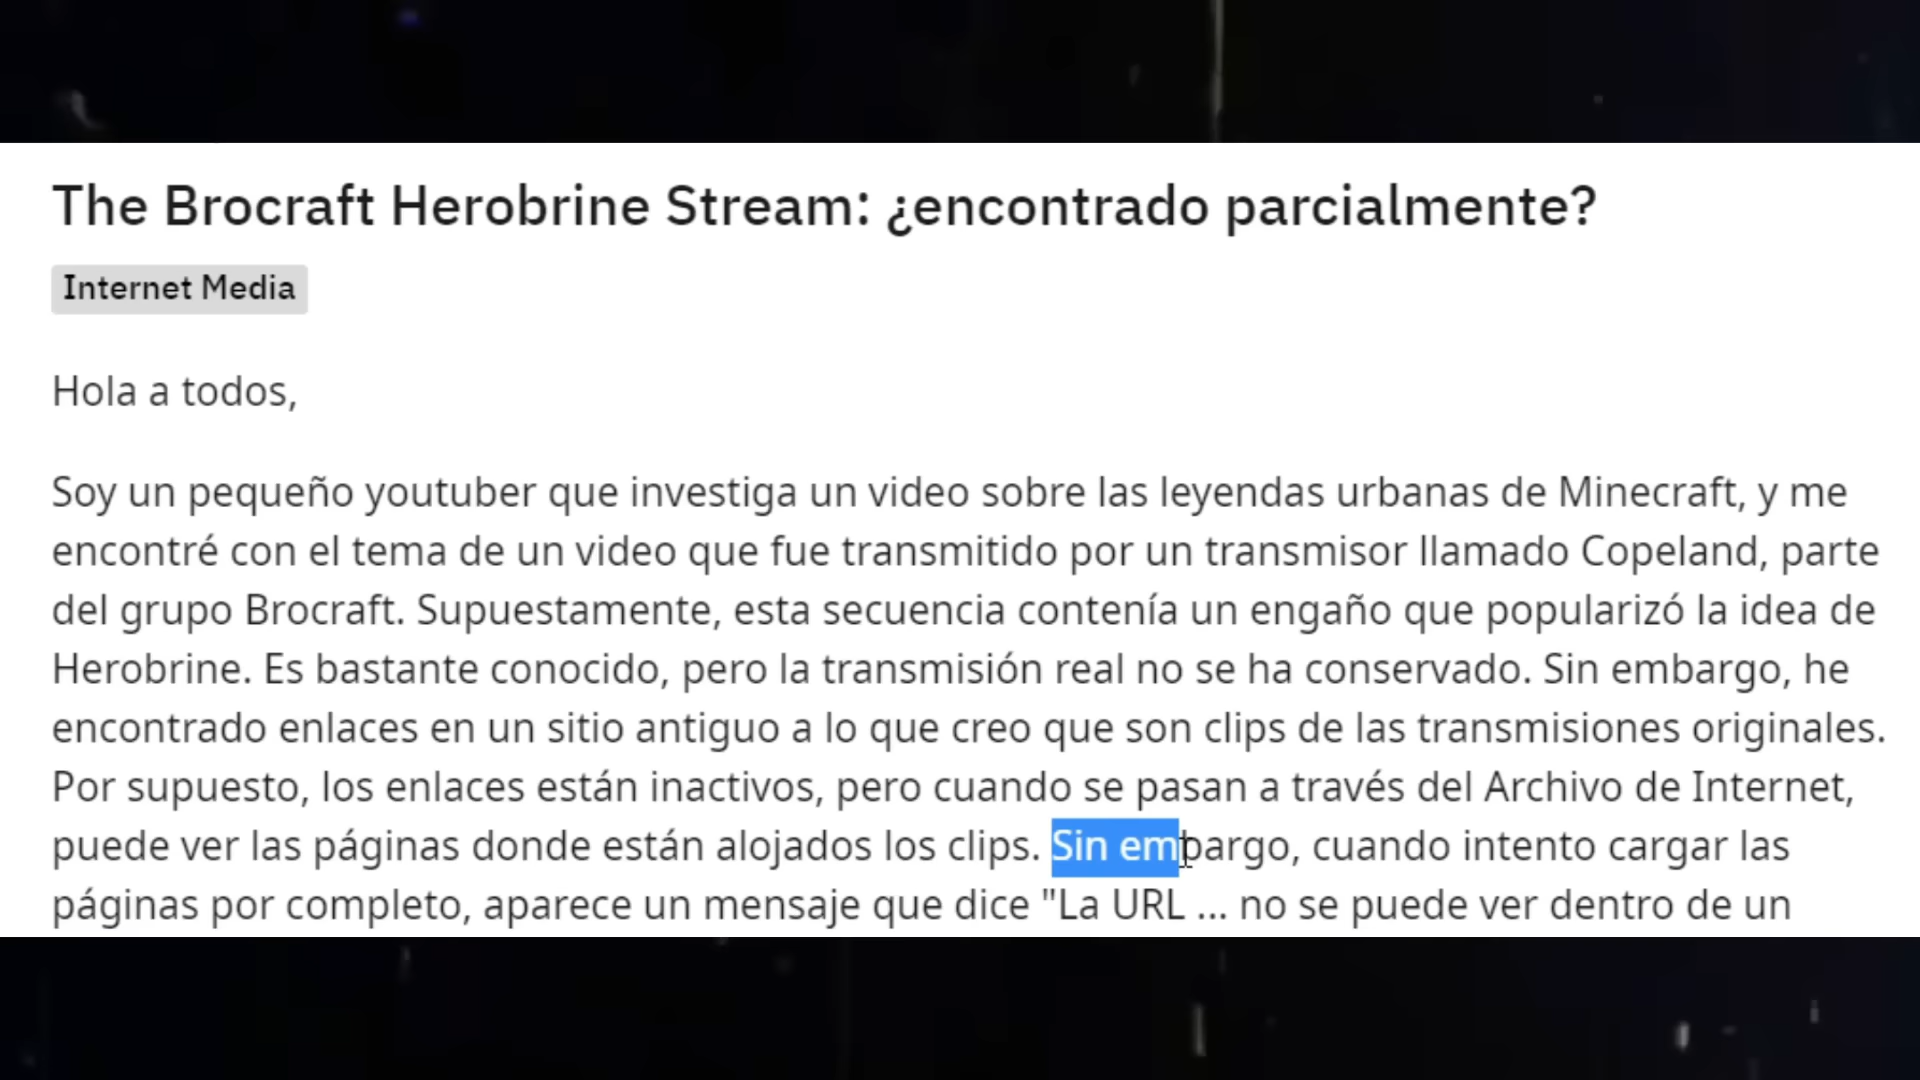 The Brocraft Herobrine Stream: ¿encontrado parcialmente?
Internet Media
Hola a todos,
Soy un pequeño youtuber que investiga un video sobre las leyendas urbanas de Minecraft, y me
encontré con el tema de un video que fue transmitido por un transmisor llamado Copeland, parte
del grupo Brocraft. Supuestamente, esta secuencia contenía un engaño que popularizó la idea de
Herobrine. Es bastante conocido, pero la transmisión real no se ha conservado. Sin embargo, he
encontrado enlaces en un sitio antiguo a lo que creo que son clips de las transmisiones originales.
Por supuesto, los enlaces están inactivos, pero cuando se pasan a través del Archivo de Internet,
puede ver las páginas donde están alojados los clips. Sin embargo, cuando intento cargar las
páginas por completo, aparece un mensaje que dice "La URL ... no se puede ver dentro de un